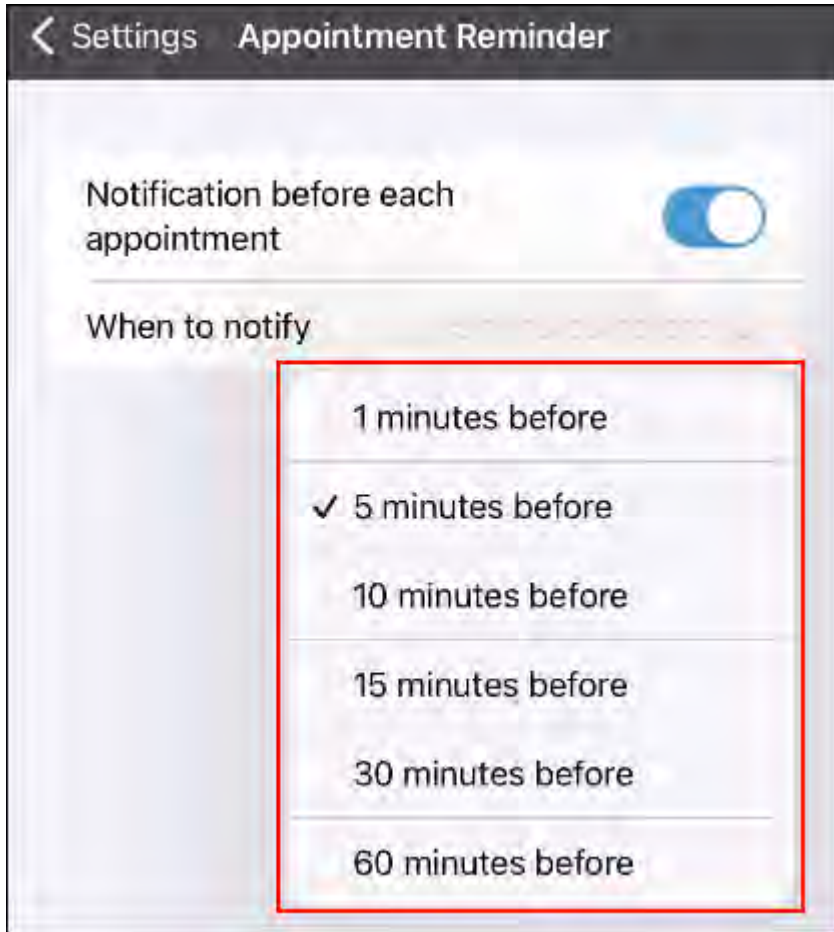 Settings Appointment Reminder
Notification before each
appointment
When to notify
1 minutes before
✓ 5 minutes before
10 minutes before
15 minutes before
30 minutes before
60 minutes before